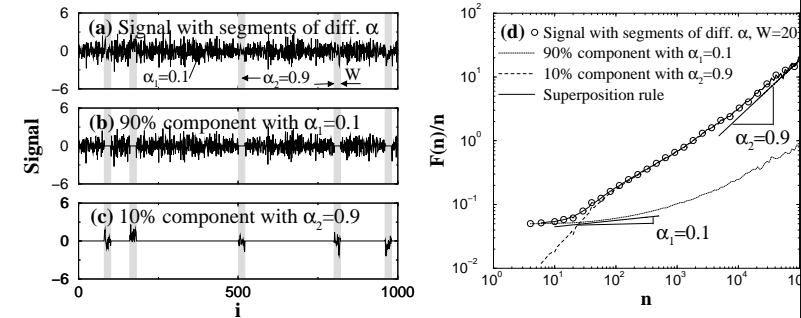 (a) Signal with segments of diff. α
6
0
−6
α1=0.1
α2=0.9
W
(b) 90% component with α1=0.1
6
0
−6
Signal
(c) 10% component with α2=0.9
6
0
−6
0
500
1000
i
(d)
Signal with segments of diff. α, W=20
90% component with α1=0.1
10% component with α2=0.9
Superposition rule
10^2
10^1
10^0
10^−1
10^−2
F(n)/n
α2=0.9
α1=0.1
10^0
10^1
10^2
10^3
10^4
10
n